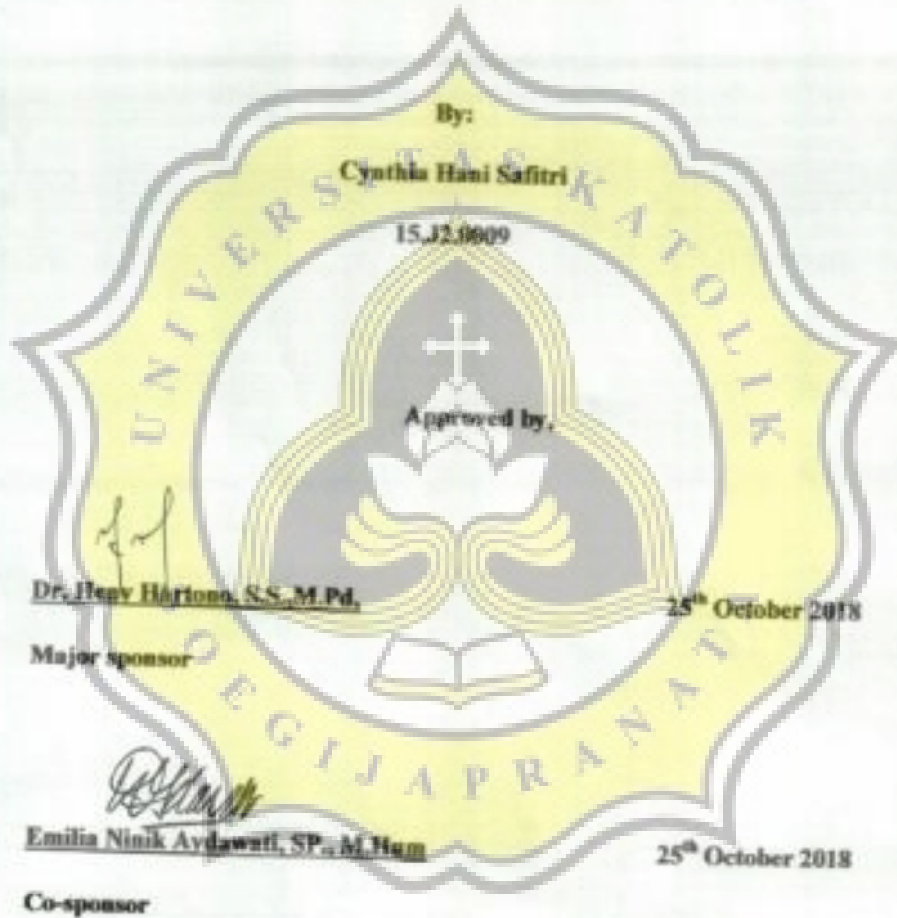 By:
Cynthia Hani Safitri
15.J2.0009
Approved by,
Dr. Heny Hartono, S.S.,M.Pd,
25th October 2018
Major sponsor
Emilia Ninik Aydawati, SP., M.Hum
25th October 2018
Co-sponsor
UNIVERSITAS KATOLIK
SOEGIJAPRANATA